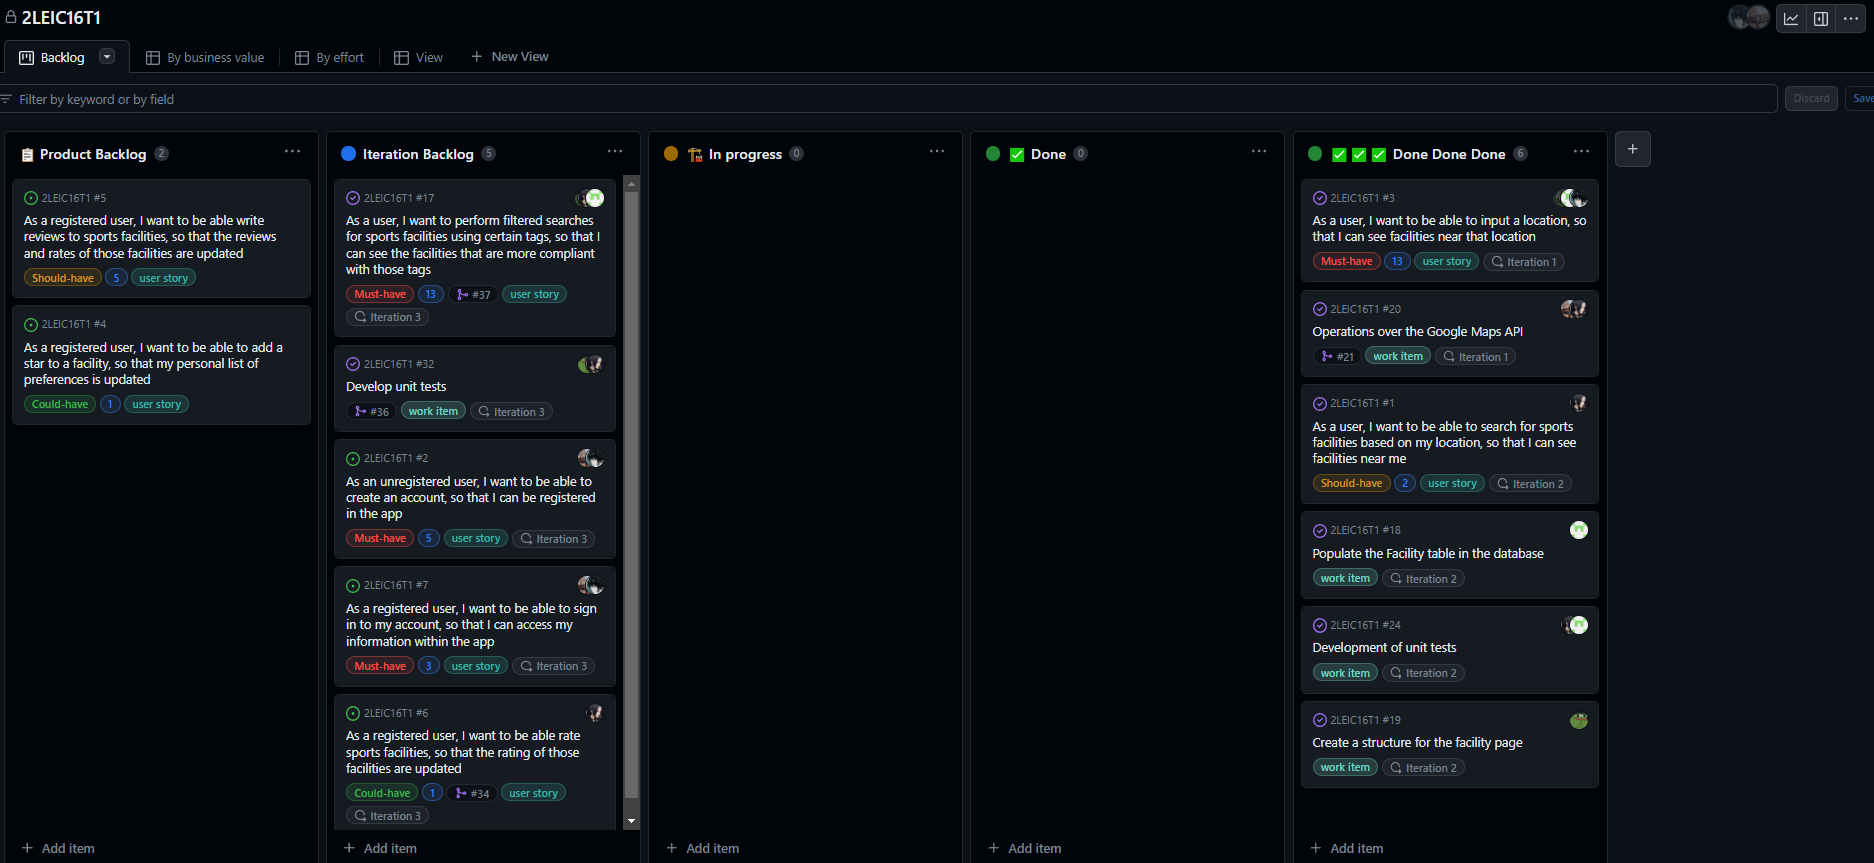 2LEIC16T1
Backlog
By business value
By effort
View
New View
Filter by keyword or by field
Discard
Save
Product Backlog 2
2LEIC16T1 #5
As a registered user, I want to be able write
reviews to sports facilities, so that the reviews
and rates of those facilities are updated
Should-have 5 user story
2LEIC16T1 #4
As a registered user, I want to be able to add a
star to a facility, so that my personal list of
preferences is updated
Could-have 1 user story
Add item
Iteration Backlog 5
2LEIC16T1 #17
As a user, I want to perform filtered searches
for sports facilities using certain tags, so that I
can see the facilities that are more compliant
with those tags
Must-have 13 #37 user story
Iteration 3
2LEIC16T1 #32
Develop unit tests
#36 work item Iteration 3
2LEIC16T1 #2
As an unregistered user, I want to be able to
create an account, so that I can be registered
in the app
Must-have 5 user story Iteration 3
2LEIC16T1 #7
As a registered user, I want to be able to sign
in to my account, so that I can access my
information within the app
Must-have 3 user story Iteration 3
2LEIC16T1 #6
As a registered user, I want to be able rate
sports facilities, so that the rating of those
facilities are updated
Could-have 1 #34 user story
Iteration 3
Add item
In progress 0
Add item
Done 0
Add item
Done Done Done 6
2LEIC16T1 #3
As a user, I want to be able to input a location, so
that I can see facilities near that location
Must-have 13 user story Iteration 1
2LEIC16T1 #20
Operations over the Google Maps API
#21 work item Iteration 1
2LEIC16T1 #1
As a user, I want to be able to search for sports
facilities based on my location, so that I can see
facilities near me
Should-have 2 user story Iteration 2
2LEIC16T1 #18
Populate the Facility table in the database
work item Iteration 2
2LEIC16T1 #24
Development of unit tests
work item Iteration 2
2LEIC16T1 #19
Create a structure for the facility page
work item Iteration 2
Add item